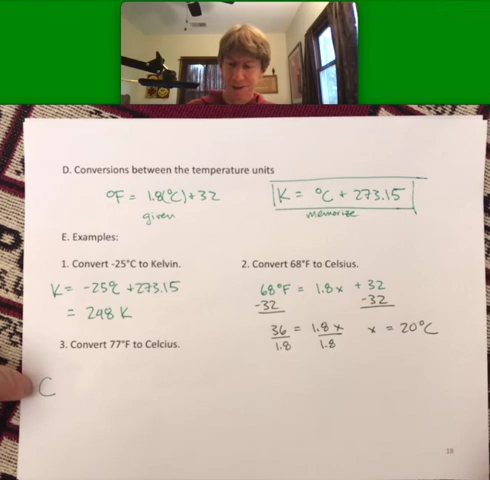 D. Conversions between the temperature units
°F = 1.8(°C) + 32
K = °C + 273.15
given
memorize
E. Examples:
1. Convert -25°C to Kelvin.
K = -25°C + 273.15
= 248 K
2. Convert 68°F to Celsius.
68°F = 1.8x + 32
-32 -32
36 = 1.8x x = 20°C
1.8 1.8
3. Convert 77°F to Celcius.
C
18